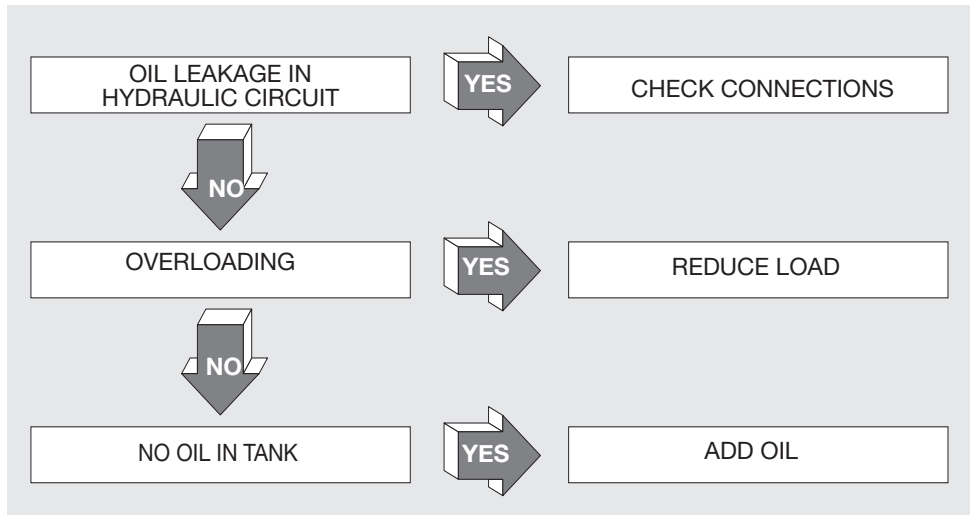 OIL LEAKAGE IN
HYDRAULIC CIRCUIT
YES
CHECK CONNECTIONS
NO
OVERLOADING
YES
REDUCE LOAD
NO
NO OIL IN TANK
YES
ADD OIL